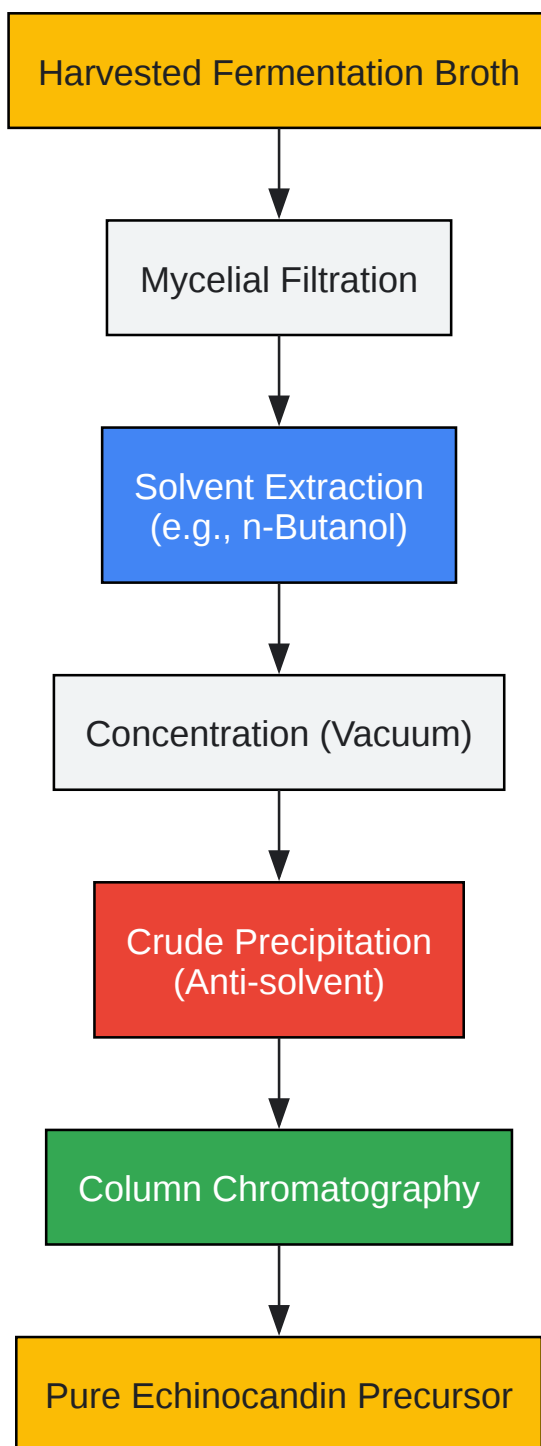 Harvested Fermentation Broth
Mycelial Filtration
Solvent Extraction
(e.g., n-Butanol)
Concentration (Vacuum)
Crude Precipitation
(Anti-solvent)
Column Chromatography
Pure Echinocandin Precursor